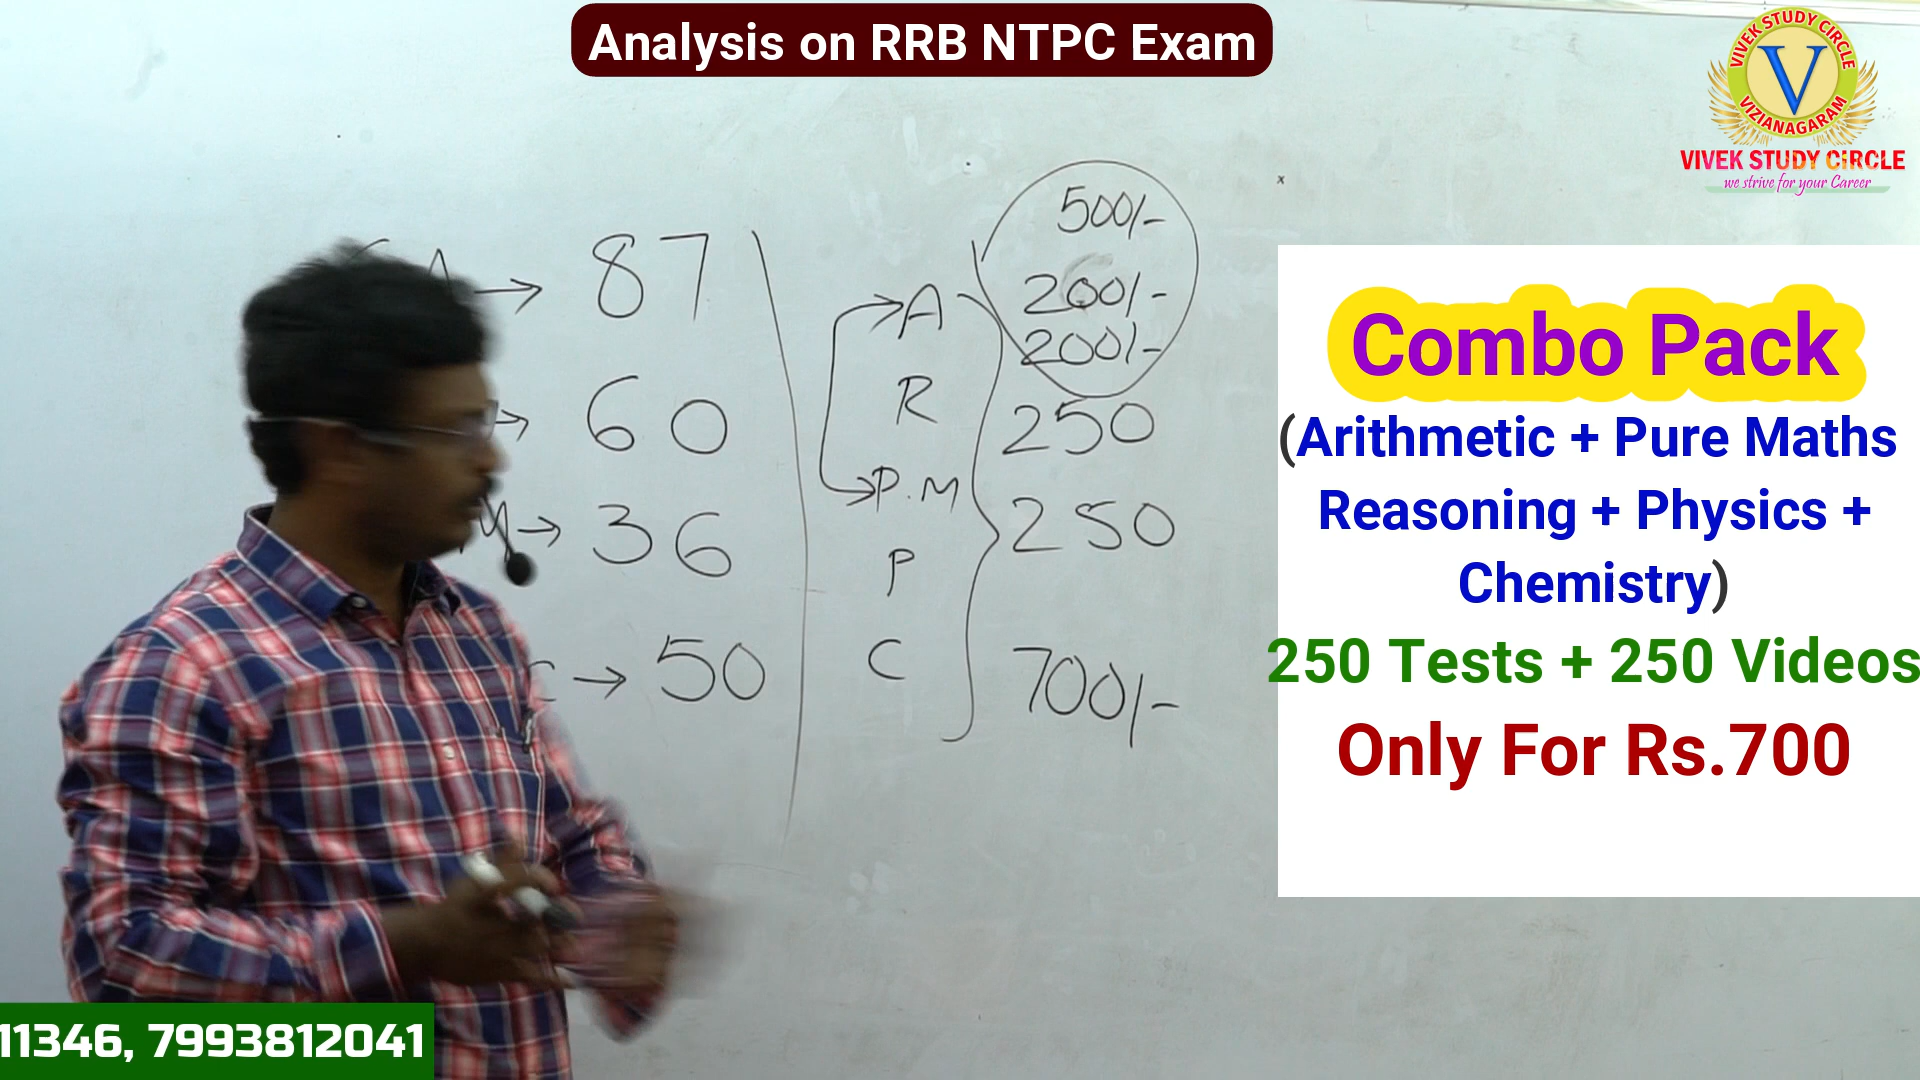 Analysis on RRB NTPC Exam
VIVEK STUDY CIRCLE
V
VIZIANAGARAM
VIVEK STUDY CiRCLE
we strive for your Career
→ 87
→ 60
M → 36
C → 50
A
R
P.M
P
C
500/-
200/-
200/-
250
250
700/-
Combo Pack
(Arithmetic + Pure Maths
Reasoning + Physics +
Chemistry)
250 Tests + 250 Videos
Only For Rs.700
11346, 7993812041